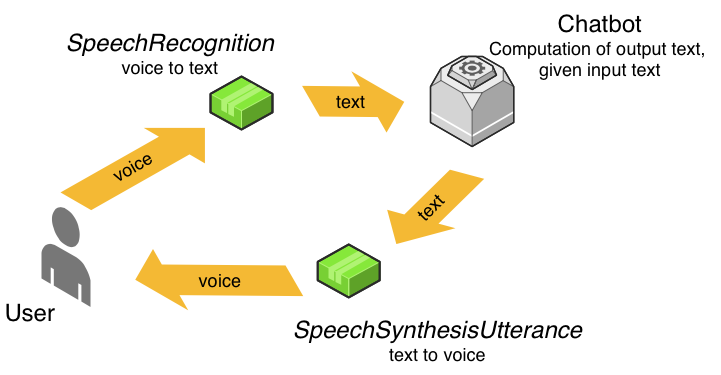 SpeechRecognition
voice to text
Chatbot
Computation of output text,
given input text
text
voice
text
voice
User
SpeechSynthesisUtterance
text to voice